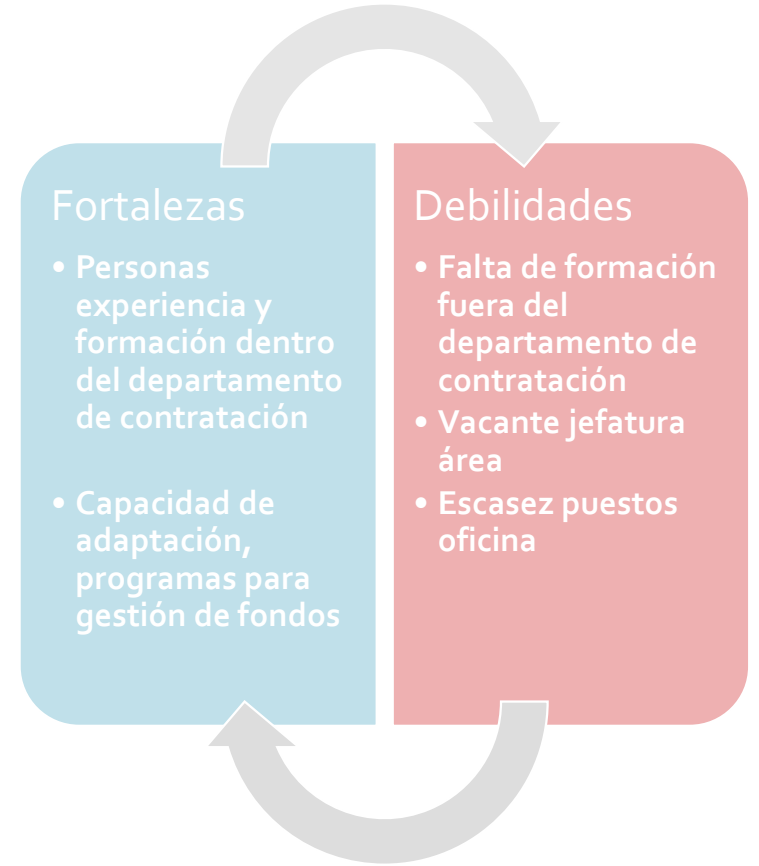 Fortalezas
• Personas
experiencia y
formación dentro
del departamento
de contratación
• Capacidad de
adaptación,
programas para
gestión de fondos
Debilidades
• Falta de formación
fuera del
departamento de
contratación
• Vacante jefatura
área
• Escasez puestos
oficina